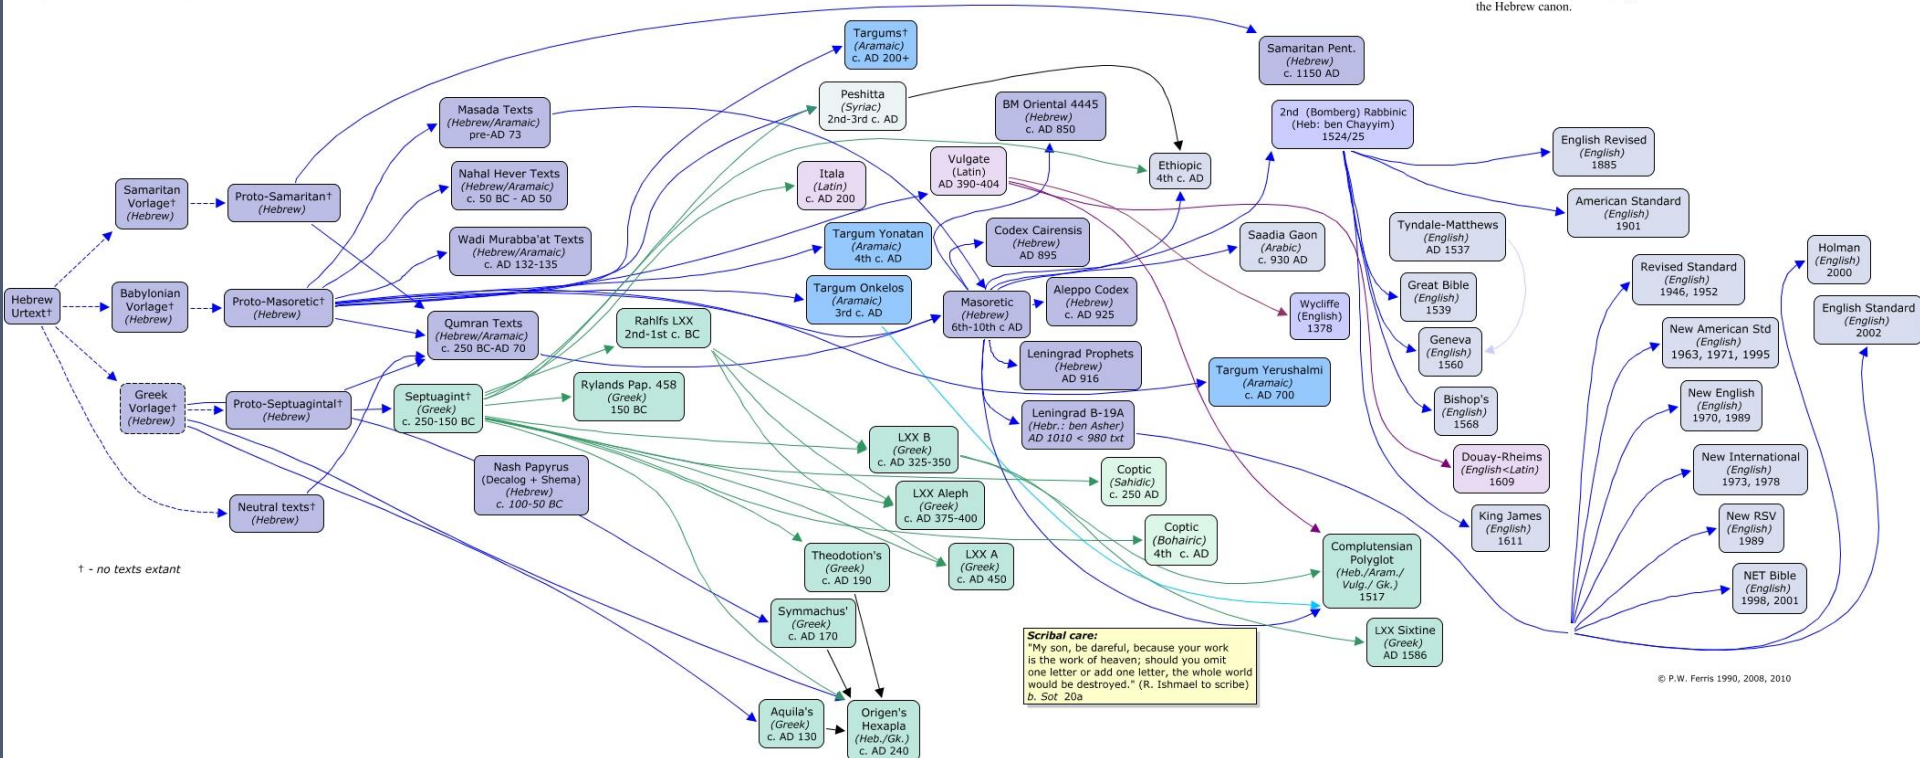 the Hebrew canon.
Targums†
(Aramaic)
c. AD 200+
Samaritan Pent.
(Hebrew)
c. 1150 AD
Peshitta
(Syriac)
2nd-3rd c. AD
BM Oriental 4445
(Hebrew)
c. AD 850
2nd  (Bomberg) Rabbinic
(Heb: ben Chayyim)
1524/25
Masada Texts
(Hebrew/Aramaic)
pre-AD 73
English Revised
(English)
1885
Vulgate
(Latin)
AD 390-404
Ethiopic
4th c. AD
Nahal Hever Texts
(Hebrew/Aramaic)
c. 50 BC - AD 50
Itala
(Latin)
c. AD 200
Samaritan
Vorlage†
(Hebrew)
Proto-Samaritan†
(Hebrew)
American Standard
(English)
1901
Tyndale-Matthews
(English)
AD 1537
Wadi Murabba'at Texts
(Hebrew/Aramaic)
c. AD 132-135
Targum Yonatan
(Aramaic)
4th c. AD
Codex Cairensis
(Hebrew)
AD 895
Saadia Gaon
(Arabic)
c. 930 AD
Holman
(English)
2000
Revised Standard
(English)
1946, 1952
Hebrew
Urtext†
Babylonian
Vorlage†
(Hebrew)
Proto-Masoretic†
(Hebrew)
Targum Onkelos
(Aramaic)
3rd c. AD
Masoretic
(Hebrew)
6th-10th c AD
Aleppo Codex
(Hebrew)
c. AD 925
Wycliffe
(English)
1378
Great Bible
(English)
1539
English Standard
(English)
2002
Qumran Texts
(Hebrew/Aramaic)
c. 250 BC-AD 70
Rahlfs LXX
2nd-1st c. BC
New American Std
(English)
1963, 1971, 1995
Geneva
(English)
1560
Leningrad Prophets
(Hebrew)
AD 916
Targum Yerushalmi
(Aramaic)
c. AD 700
Rylands Pap. 458
(Greek)
150 BC
Greek
Vorlage†
(Hebrew)
Proto-Septuagintal†
(Hebrew)
Septuagint†
(Greek)
c. 250-150 BC
New English
(English)
1970, 1989
Bishop's
(English)
1568
Leningrad B-19A
(Hebr.: ben Asher)
AD 1010 < 980 txt
LXX B
(Greek)
c. AD 325-350
Douay-Rheims
(English<Latin)
1609
New International
(English)
1973, 1978
Nash Papyrus
(Decalog + Shema)
(Hebrew)
c. 100-50 BC
Coptic
(Sahidic)
c. 250 AD
LXX Aleph
(Greek)
c. AD 375-400
Neutral texts†
(Hebrew)
King James
(English)
1611
New RSV
(English)
1989
Coptic
(Bohairic)
4th  c. AD
Theodotion's
(Greek)
c. AD 190
LXX A
(Greek)
c. AD 450
Complutensian
Polyglot
(Heb./Aram./
Vulg./ Gk.)
1517
† - no texts extant
NET Bible
(English)
1998, 2001
Symmachus'
(Greek)
c. AD 170
LXX Sixtine
(Greek)
AD 1586
Scribal care:
"My son, be dareful, because your work
is the work of heaven; should you omit
one letter or add one letter, the whole world
would be destroyed." (R. Ishmael to scribe)
b. Sot  20a
© P.W. Ferris 1990, 2008, 2010
Aquila's
(Greek)
c. AD 130
Origen's
Hexapla
(Heb./Gk.)
c. AD 240